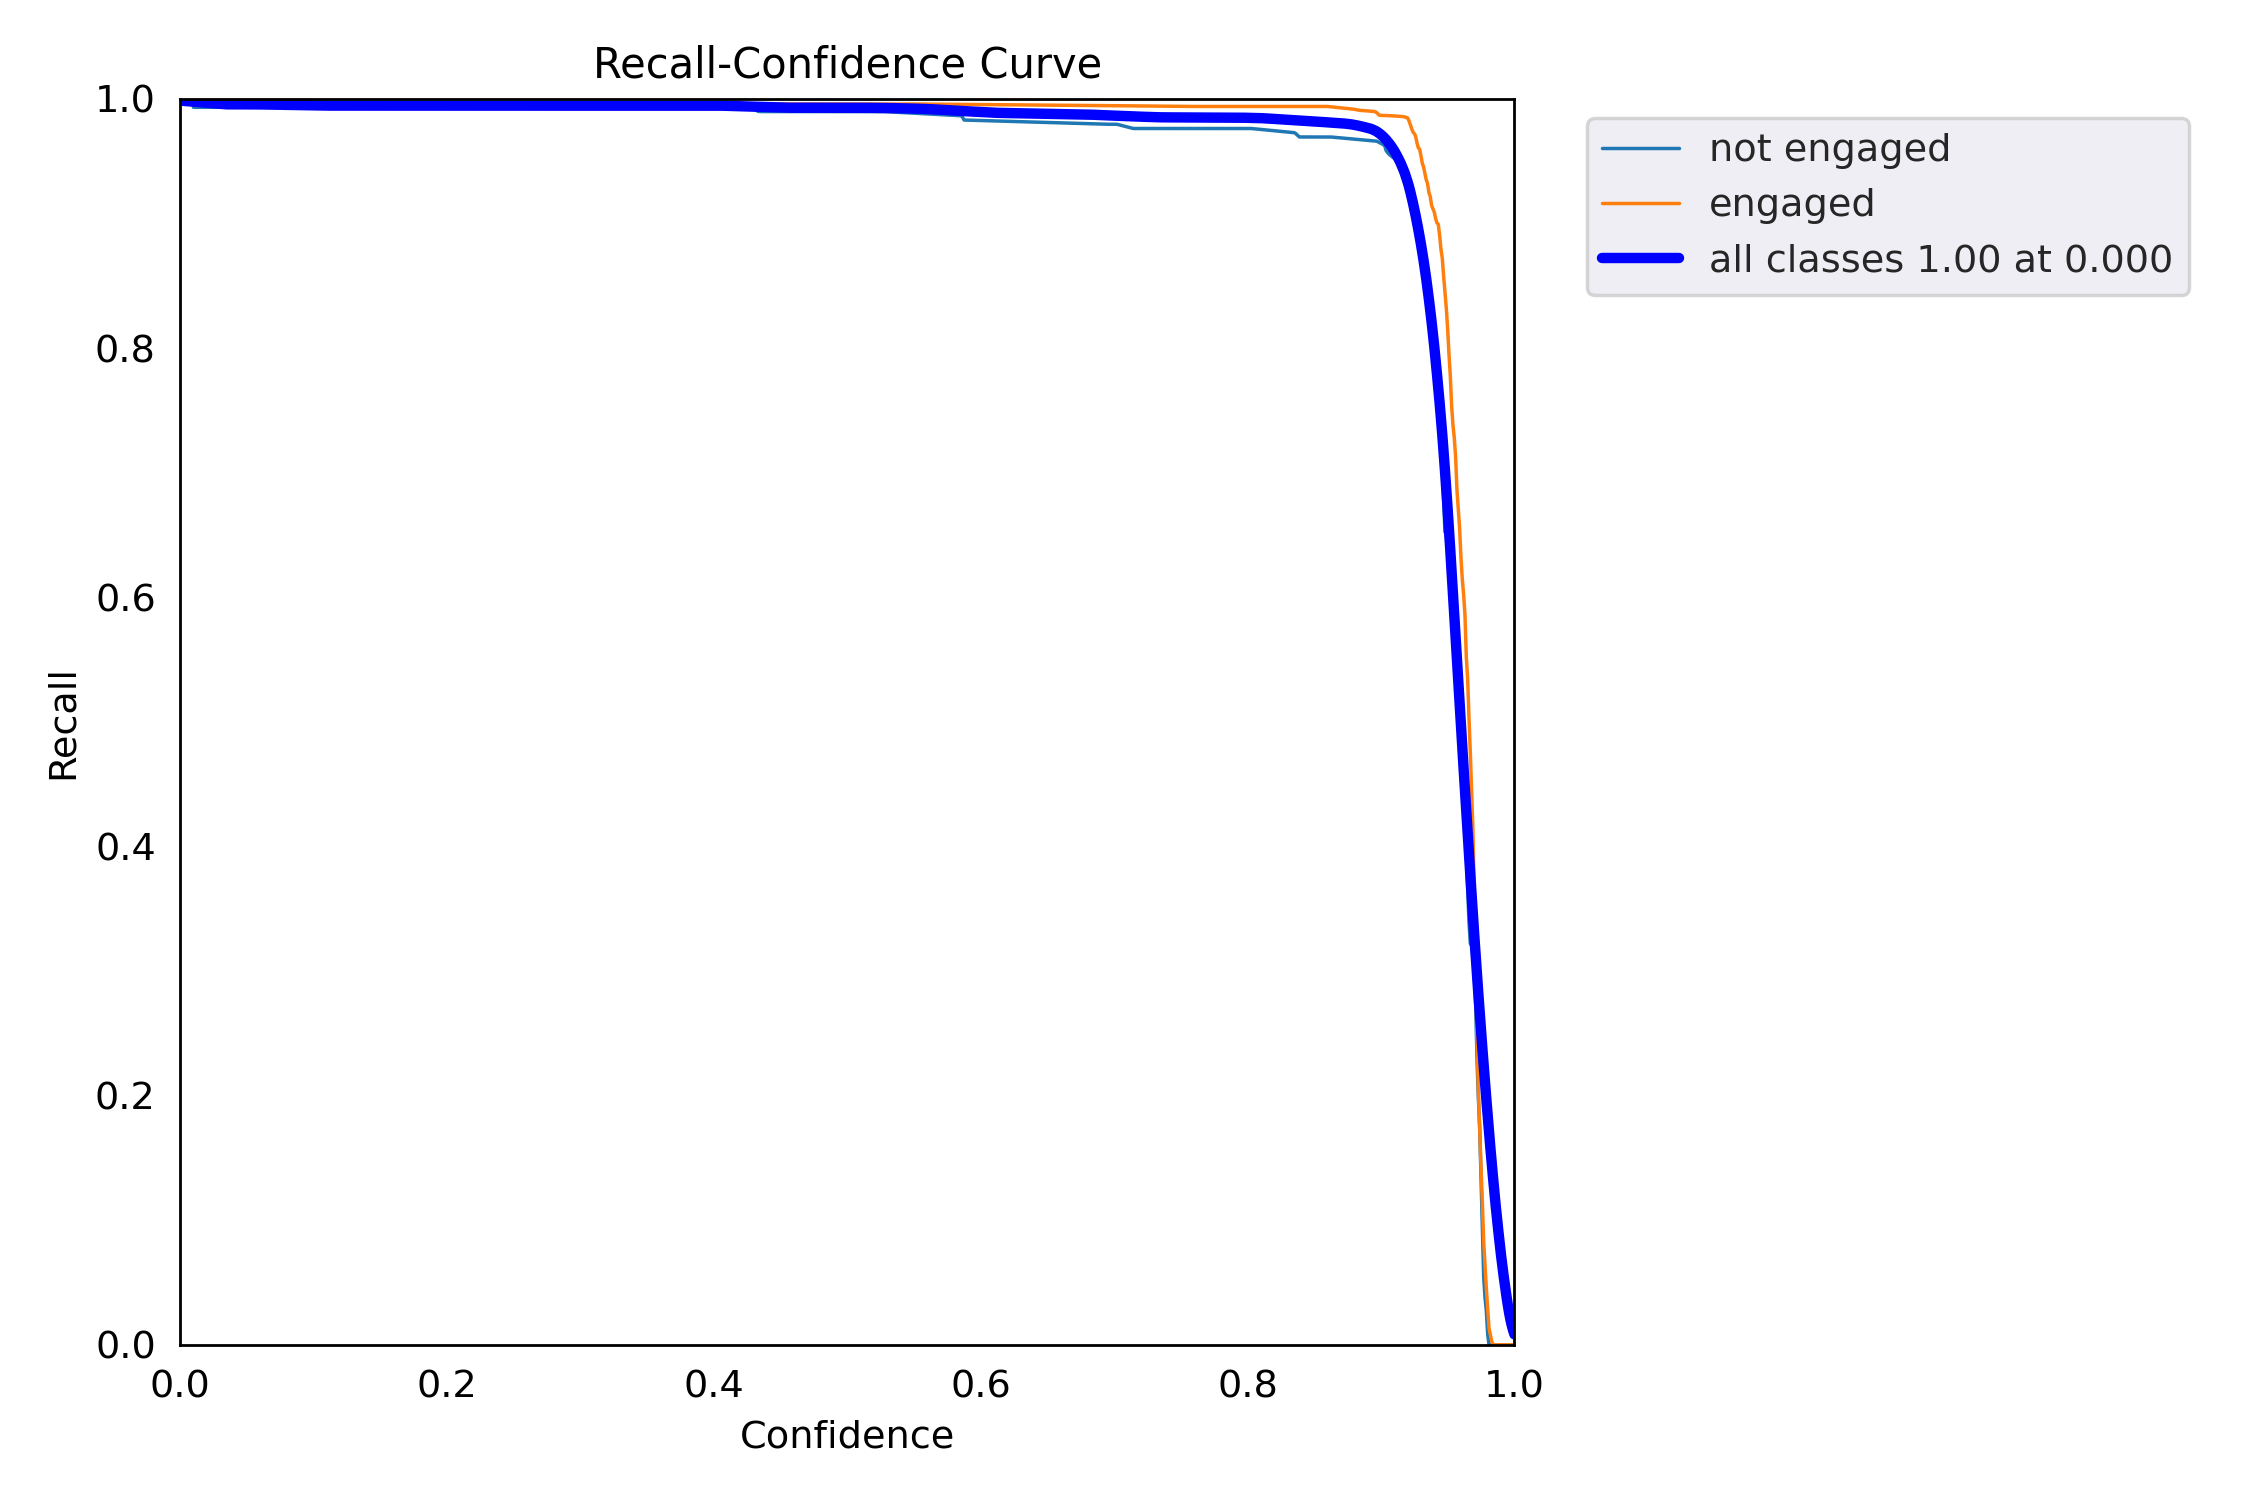 Recall-Confidence Curve
1.0
0.8
0.6
0.4
0.2
0.0
Recall
0.0 0.2 0.4 0.6 0.8 1.0
Confidence
not engaged
engaged
all classes 1.00 at 0.000